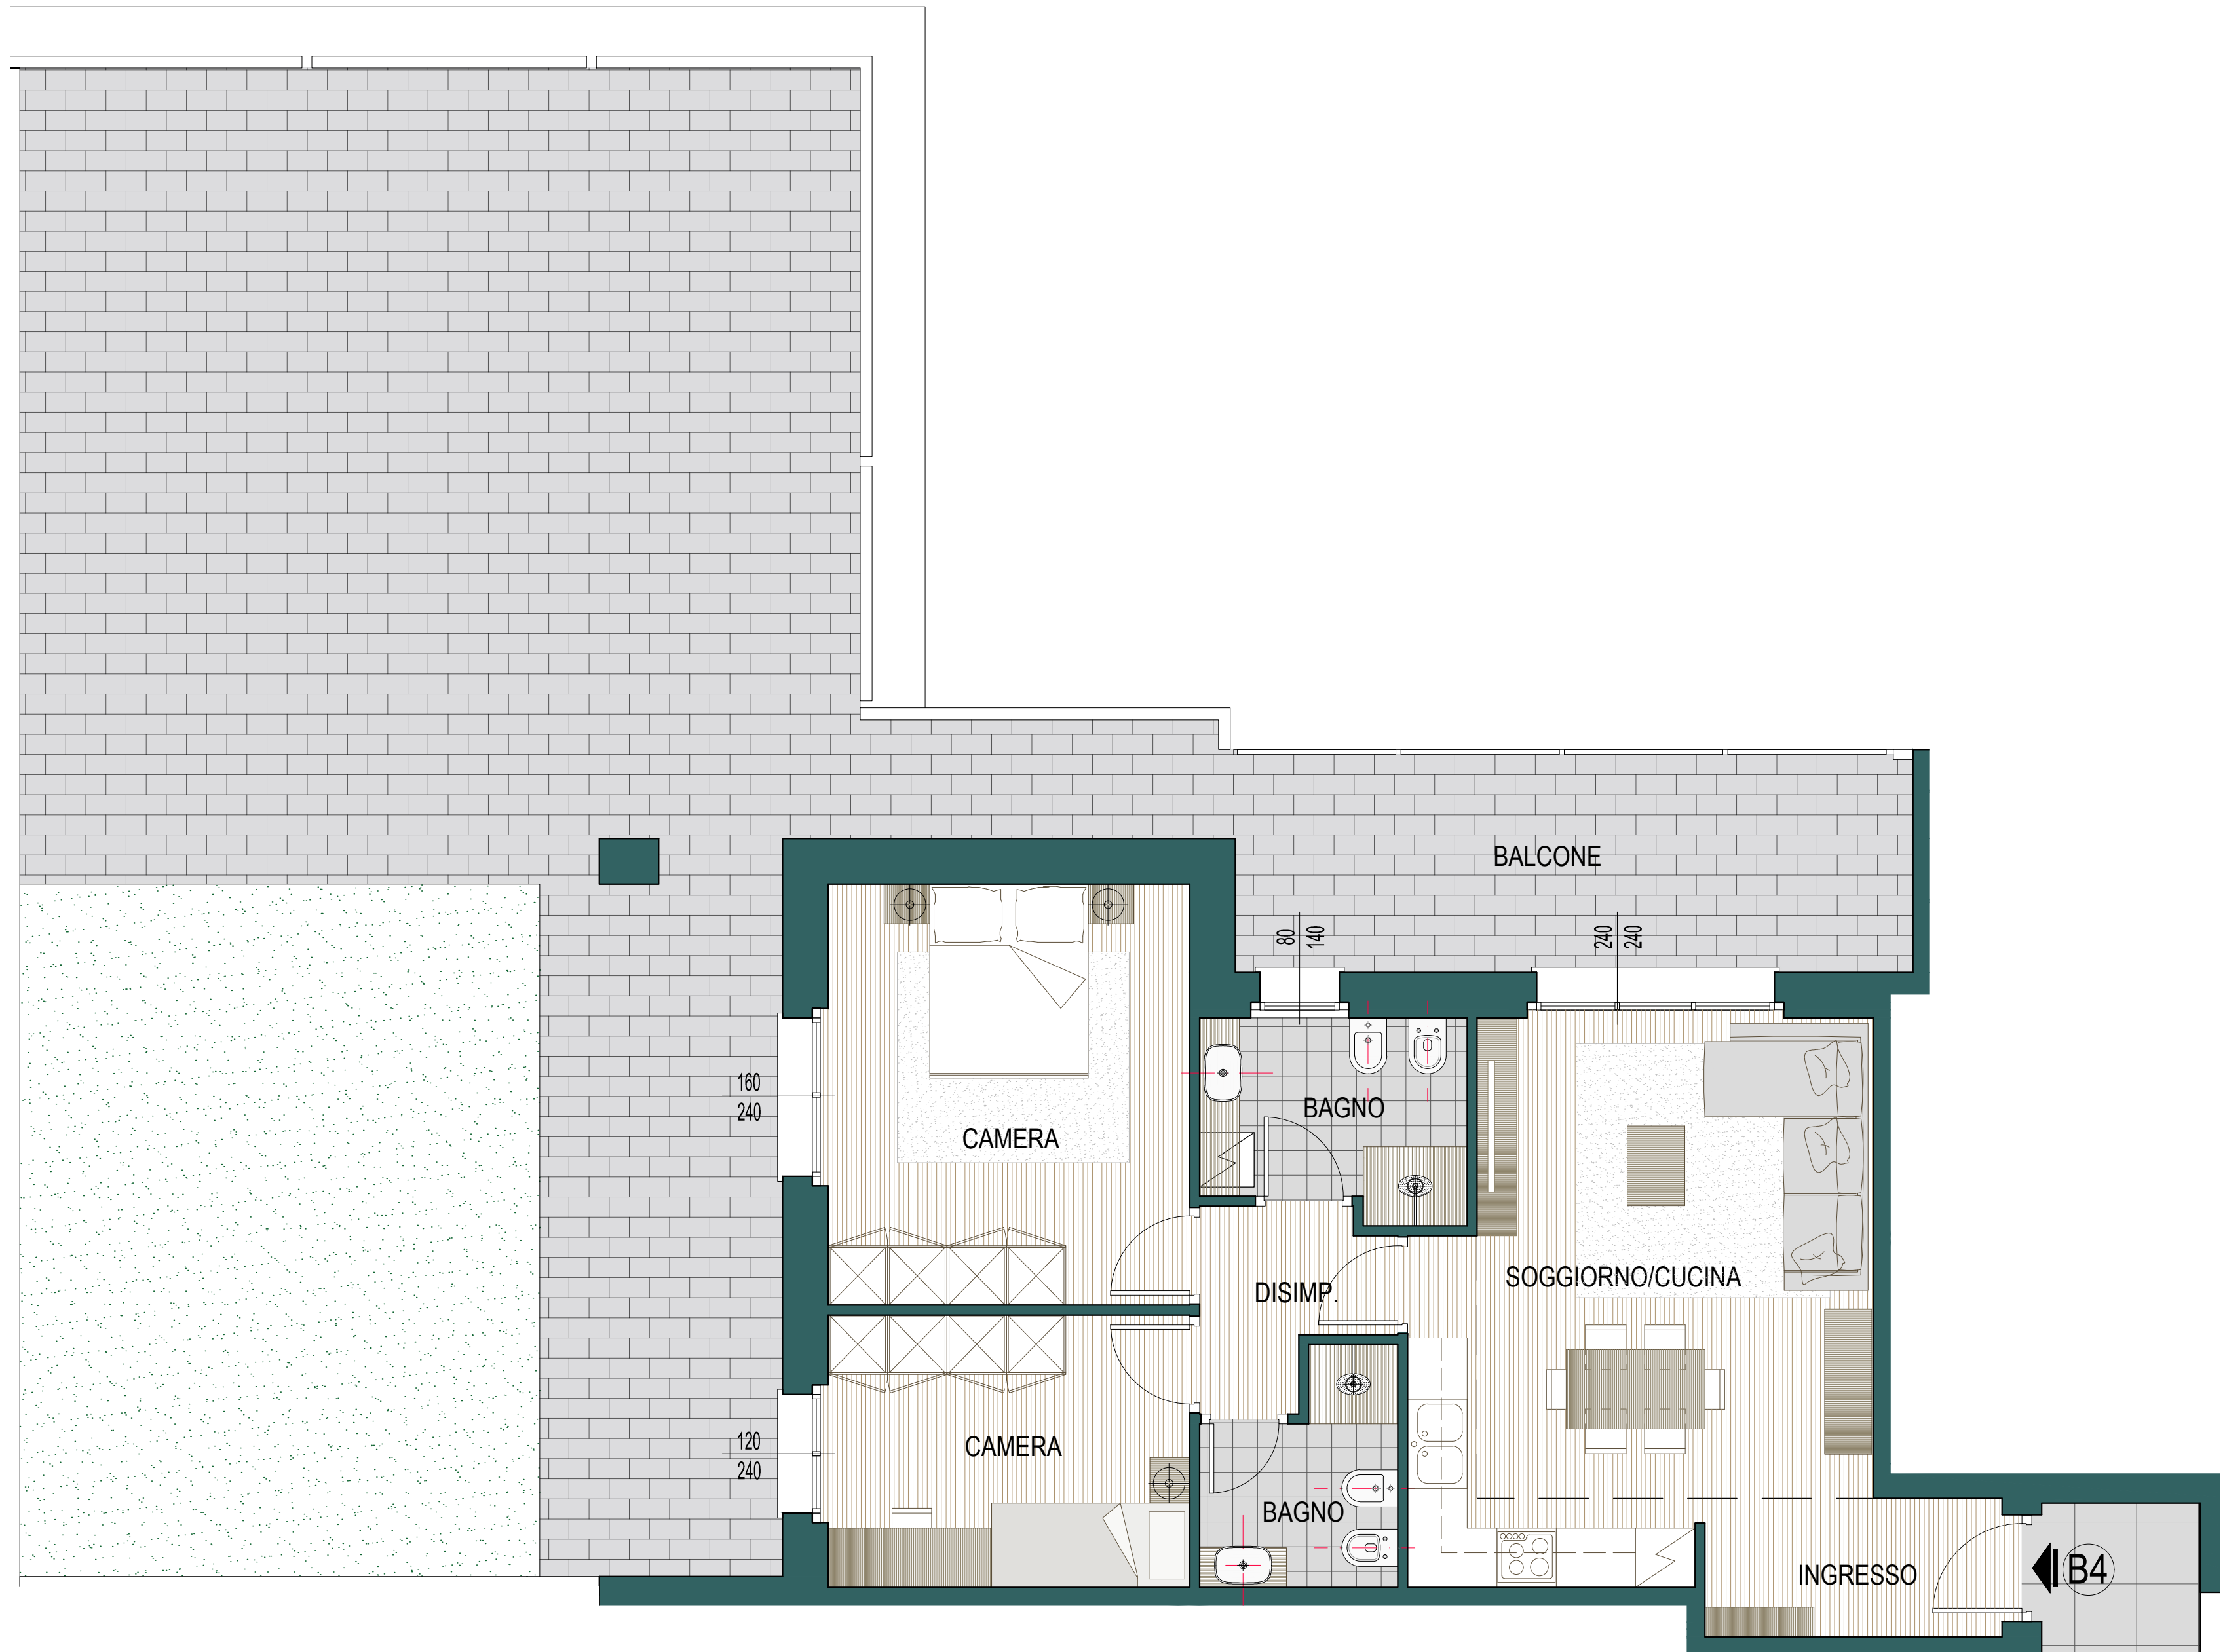 BALCONE
80
140
240
240
160
240
BAGNO
CAMERA
SOGGIORNO/CUCINA
DISIMP.
120
240
CAMERA
BAGNO
INGRESSO
B4